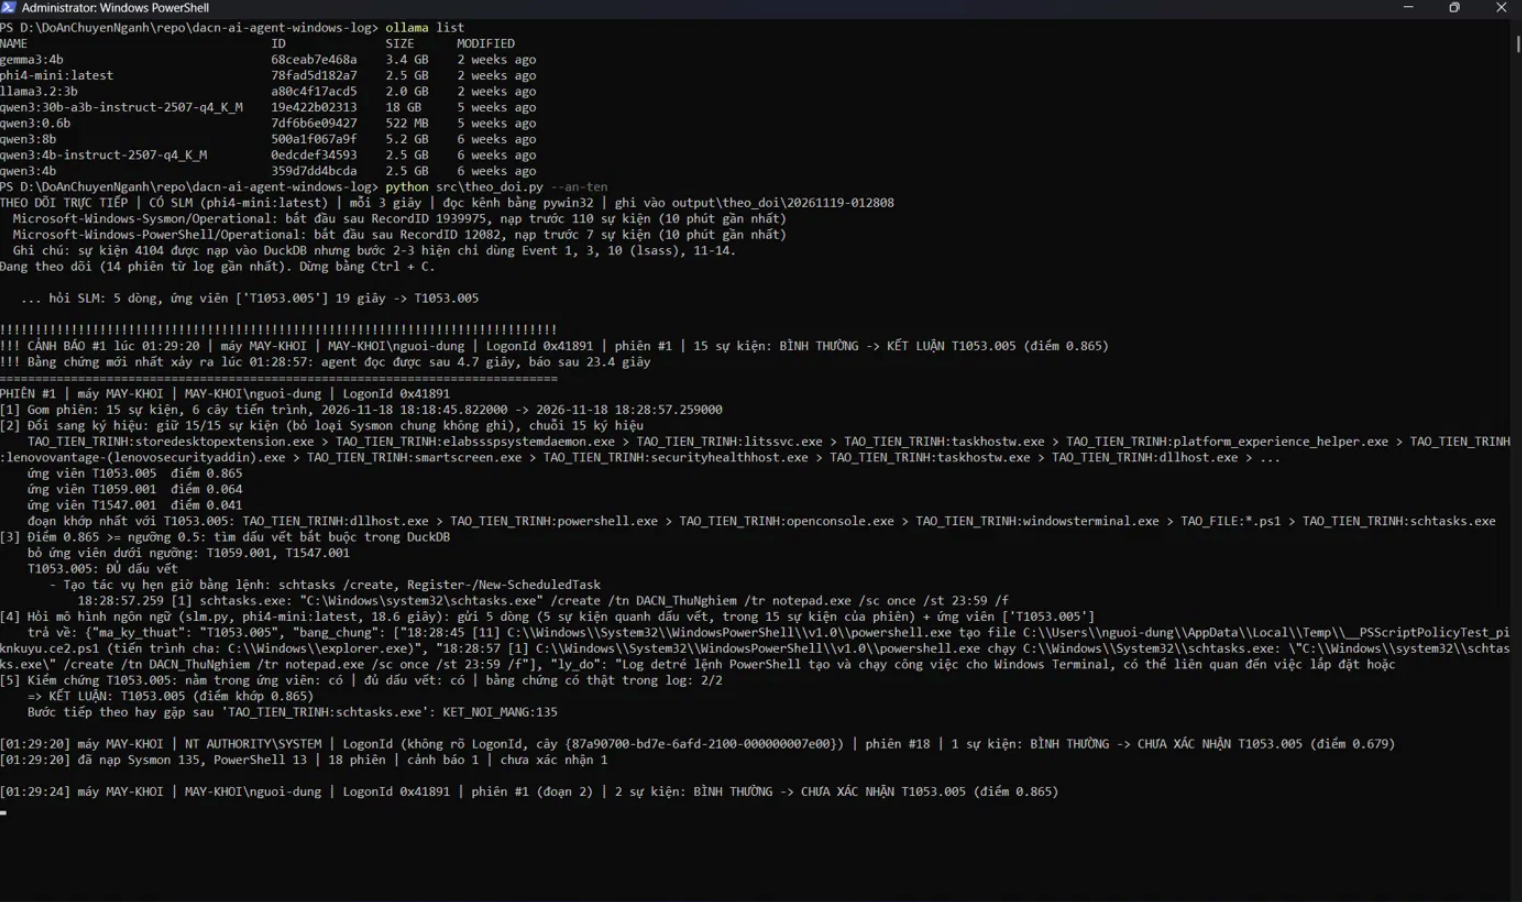 Administrator: Windows PowerShell
PS D:\DoAnChuyenNganh\repo\dacn-ai-agent-windows-log> ollama list
NAME ID SIZE MODIFIED
gemma3:4b 68ceab7e468a 3.4 GB 2 weeks ago
phi4-mini:latest 78fad5d182a7 2.5 GB 2 weeks ago
llama3.2:3b a80c4f17acd5 2.0 GB 2 weeks ago
qwen3:30b-a3b-instruct-2507-q4_K_M 19e422b02313 18 GB 5 weeks ago
qwen3:0.6b 7df6b6e09427 522 MB 5 weeks ago
qwen3:8b 500a1f067a9f 5.2 GB 6 weeks ago
qwen3:4b-instruct-2507-q4_K_M 0edcdef34593 2.5 GB 6 weeks ago
qwen3:4b 359d7dd4bcda 2.5 GB 6 weeks ago
PS D:\DoAnChuyenNganh\repo\dacn-ai-agent-windows-log> python src\theo_doi.py --an-ten
THEO DÕI TRỰC TIẾP | CÓ SLM (phi4-mini:latest) | mỗi 3 giây | đọc kênh bằng pywin32 | ghi vào output\theo_doi\20261119-012808
Microsoft-Windows-Sysmon/Operational: bắt đầu sau RecordID 1939975, nạp trước 110 sự kiện (10 phút gần nhất)
Microsoft-Windows-PowerShell/Operational: bắt đầu sau RecordID 12082, nạp trước 7 sự kiện (10 phút gần nhất)
Ghi chú: sự kiện 4104 được nạp vào DuckDB nhưng bước 2-3 hiện chỉ dùng Event 1, 3, 10 (lsass), 11-14.
Đang theo dõi (14 phiên từ log gần nhất). Dừng bằng Ctrl + C.
... hỏi SLM: 5 dòng, ứng viên ['T1053.005'] 19 giây -> T1053.005
!!!!!!!!!!!!!!!!!!!!!!!!!!!!!!!!!!!!!!!!!!!!!!!!!!!!!!!!!!!!!!!!!!!!!!!!!!!!!!
!!! CẢNH BÁO #1 lúc 01:29:20 | máy MAY-KHOI | MAY-KHOI\nguoi-dung | LogonId 0x41891 | phiên #1 | 15 sự kiện: BÌNH THƯỜNG -> KẾT LUẬN T1053.005 (điểm 0.865)
!!! Bằng chứng mới nhất xảy ra lúc 01:28:57: agent đọc được sau 4.7 giây, báo sau 23.4 giây
==============================================================================
PHIÊN #1 | máy MAY-KHOI | MAY-KHOI\nguoi-dung | LogonId 0x41891
[1] Gom phiên: 15 sự kiện, 6 cây tiến trình, 2026-11-18 18:18:45.822000 -> 2026-11-18 18:28:57.259000
[2] Đổi sang ký hiệu: giữ 15/15 sự kiện (bỏ loại Sysmon chung không ghi), chuỗi 15 ký hiệu
TAO_TIEN_TRINH:storedesktopextension.exe > TAO_TIEN_TRINH:elabssspsystemdaemon.exe > TAO_TIEN_TRINH:litssvc.exe > TAO_TIEN_TRINH:taskhostw.exe > TAO_TIEN_TRINH:platform_experience_helper.exe > TAO_TIEN_TRINH
:lenovovantage-(lenovosecurityaddin).exe > TAO_TIEN_TRINH:smartscreen.exe > TAO_TIEN_TRINH:securityhealthhost.exe > TAO_TIEN_TRINH:taskhostw.exe > TAO_TIEN_TRINH:dllhost.exe > ...
ứng viên T1053.005 điểm 0.865
ứng viên T1059.001 điểm 0.064
ứng viên T1547.001 điểm 0.041
đoạn khớp nhất với T1053.005: TAO_TIEN_TRINH:dllhost.exe > TAO_TIEN_TRINH:powershell.exe > TAO_TIEN_TRINH:openconsole.exe > TAO_TIEN_TRINH:windowsterminal.exe > TAO_FILE:*.ps1 > TAO_TIEN_TRINH:schtasks.exe
[3] Điểm 0.865 >= ngưỡng 0.5: tìm dấu vết bắt buộc trong DuckDB
bỏ ứng viên dưới ngưỡng: T1059.001, T1547.001
T1053.005: ĐỦ dấu vết
- Tạo tác vụ hẹn giờ bằng lệnh: schtasks /create, Register-/New-ScheduledTask
18:28:57.259 [1] schtasks.exe: "C:\Windows\system32\schtasks.exe" /create /tn DACN_ThuNghiem /tr notepad.exe /sc once /st 23:59 /f
[4] Hỏi mô hình ngôn ngữ (slm.py, phi4-mini:latest, 18.6 giây): gửi 5 dòng (5 sự kiện quanh dấu vết, trong 15 sự kiện của phiên) + ứng viên ['T1053.005']
trả về: {"ma_ky_thuat": "T1053.005", "bang_chung": ["18:28:45 [11] C:\\Windows\\System32\\WindowsPowerShell\\v1.0\\powershell.exe tạo file C:\\Users\\nguoi-dung\\AppData\\Local\\Temp\\__PSScriptPolicyTest_pi
knkuyu.ce2.ps1 (tiến trình cha: C:\\Windows\\explorer.exe)", "18:28:57 [1] C:\\Windows\\System32\\WindowsPowerShell\\v1.0\\powershell.exe chạy C:\\Windows\\System32\\schtasks.exe: \"C:\\Windows\\system32\\schtas
ks.exe\" /create /tn DACN_ThuNghiem /tr notepad.exe /sc once /st 23:59 /f"], "ly_do": "Log detré lệnh PowerShell tạo và chạy công việc cho Windows Terminal, có thể liên quan đến việc lắp đặt hoặc
[5] Kiểm chứng T1053.005: nằm trong ứng viên: có | đủ dấu vết: có | bằng chứng có thật trong log: 2/2
=> KẾT LUẬN: T1053.005 (điểm khớp 0.865)
Bước tiếp theo hay gặp sau 'TAO_TIEN_TRINH:schtasks.exe': KET_NOI_MANG:135
[01:29:20] máy MAY-KHOI | NT AUTHORITY\SYSTEM | LogonId (không rõ LogonId, cây {87a90700-bd7e-6afd-2100-000000007e00}) | phiên #18 | 1 sự kiện: BÌNH THƯỜNG -> CHƯA XÁC NHẬN T1053.005 (điểm 0.679)
[01:29:20] đã nạp Sysmon 135, PowerShell 13 | 18 phiên | cảnh báo 1 | chưa xác nhận 1
[01:29:24] máy MAY-KHOI | MAY-KHOI\nguoi-dung | LogonId 0x41891 | phiên #1 (đoạn 2) | 2 sự kiện: BÌNH THƯỜNG -> CHƯA XÁC NHẬN T1053.005 (điểm 0.865)